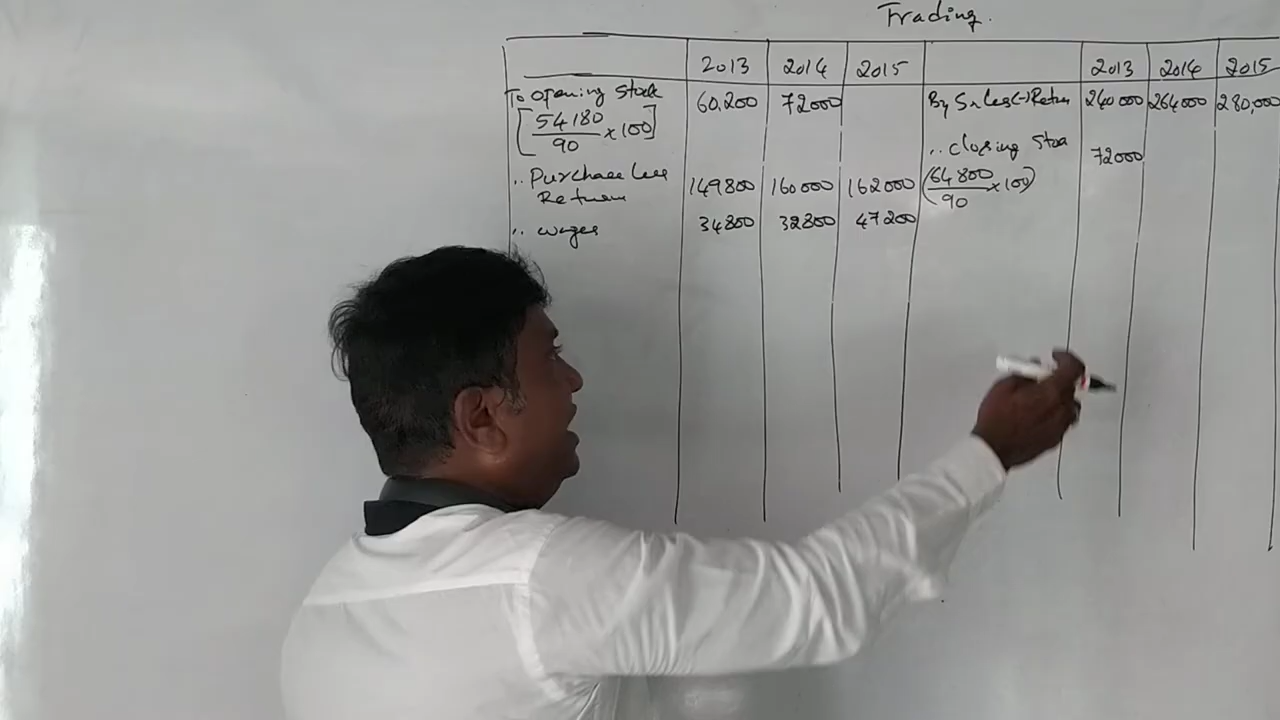 Trading.
2013 2014 2015 2013 2014 2015
To opening Stock 60,200 72000 By Sales(-)Return 240000 264000 280,000
[54180/90 x 100] ,, closing Stoc 72000
,, Purchase Less 149800 160000 162000 (64800/90 x 100)
Return
,, wages 34800 32800 47200